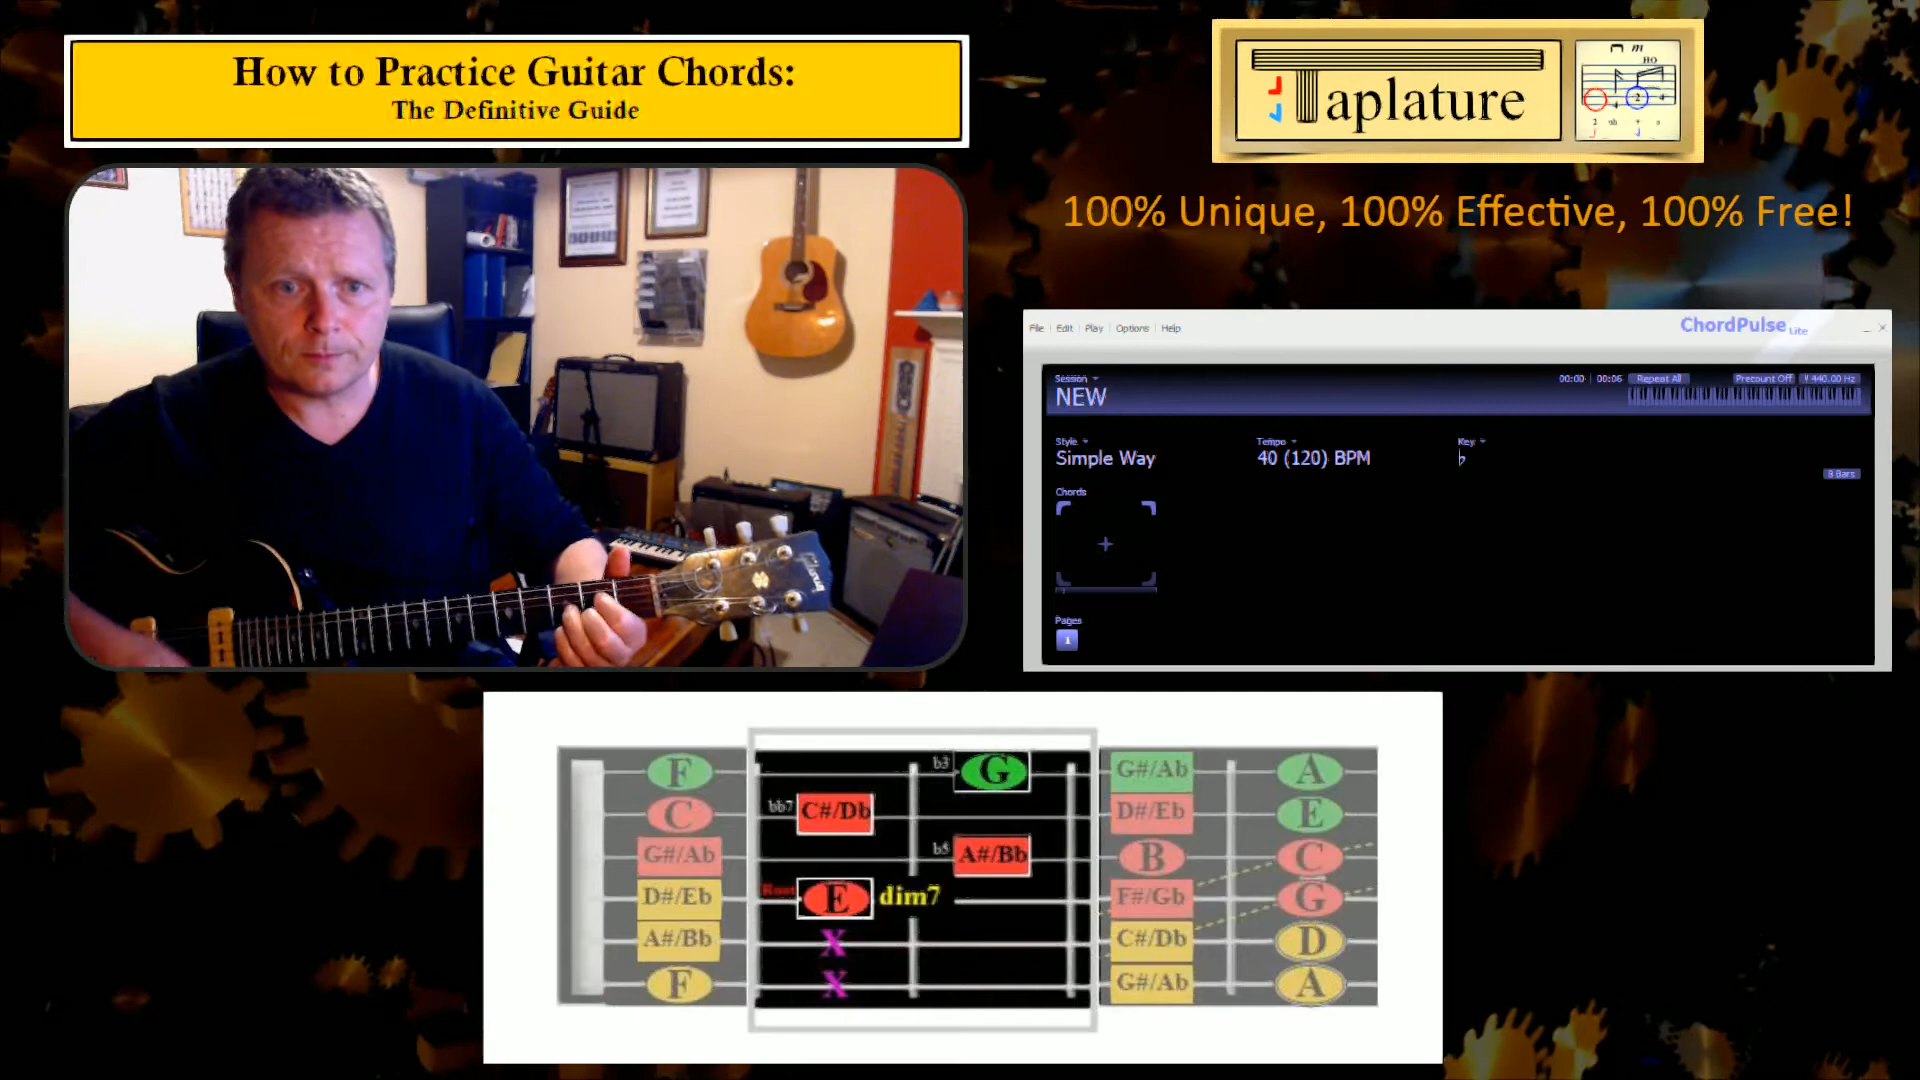 How to Practice Guitar Chords:
The Definitive Guide
Taplature
HO
100% Unique, 100% Effective, 100% Free!
File Edit Play Options Help
ChordPulse Lite
Session
NEW
00:00 00:06 Repeat All Precount Off 440.00 Hz
Style Tempo Key
Simple Way 40 (120) BPM b
8 Bars
Chords
+
Pages
1
F b3 G G#/Ab A
C bb7 C#/Db D#/Eb E
G#/Ab b5 A#/Bb B C
D#/Eb Root E dim7 F#/Gb G
A#/Bb X C#/Db D
F X G#/Ab A